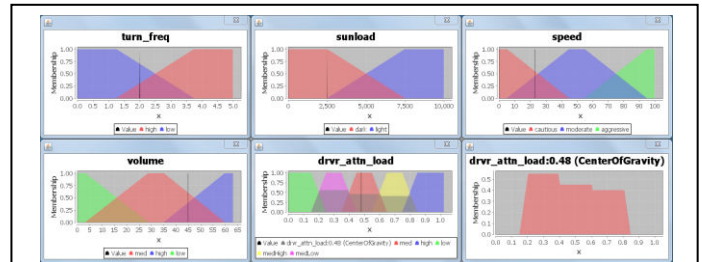 turn_freq
Membership
1.00
0.75
0.50
0.25
0.00
0.0 0.5 1.0 1.5 2.0 2.5 3.0 3.5 4.0 4.5 5.0
x
Value high low
sunload
Membership
1.00
0.75
0.50
0.25
0.00
0 2,500 5,000 7,500 10,000
x
Value dark light
speed
Membership
1.00
0.75
0.50
0.25
0.00
0 10 20 30 40 50 60 70 80 90 100
x
Value cautious moderate aggressive
volume
Membership
1.00
0.75
0.50
0.25
0.00
0 5 10 15 20 25 30 35 40 45 50 55 60 65
x
Value med high low
drvr_attn_load
Membership
1.00
0.75
0.50
0.25
0.00
0.0 0.1 0.2 0.3 0.4 0.5 0.6 0.7 0.8 0.9 1.0
x
Value drvr_attn_load:0.48 (CenterOfGravity) med high low
medHigh medLow
drvr_attn_load:0.48 (CenterOfGravity)
Membership
0.5
0.4
0.3
0.2
0.1
0.0
0.0 0.1 0.2 0.3 0.4 0.5 0.6 0.7 0.8 0.9 1.0
x